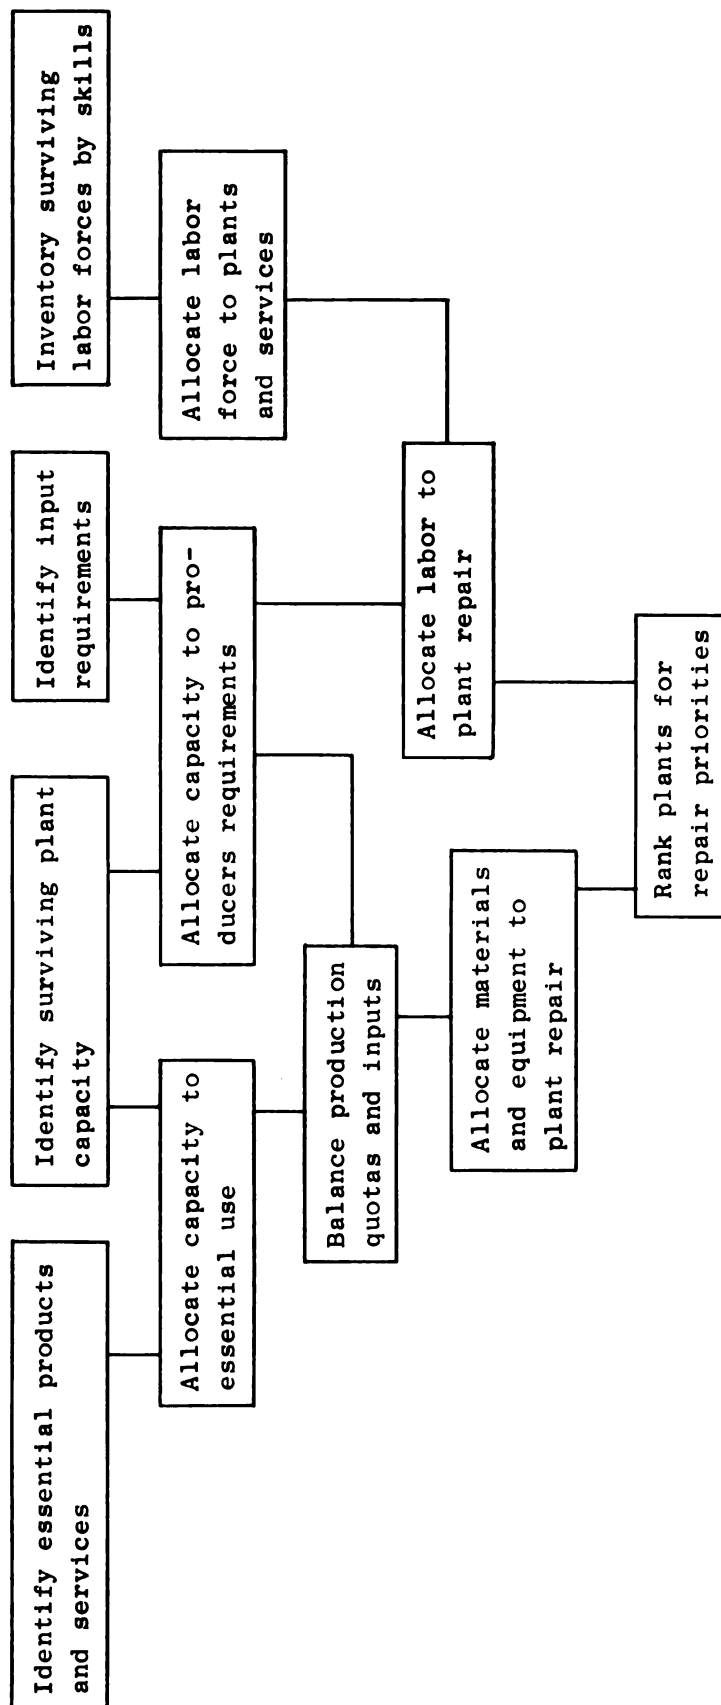 Identify essential products
and services
Identify surviving plant
capacity
Identify input
requirements
Inventory surviving
labor forces by skills
Allocate capacity to
essential use
Allocate capacity to pro-
ducers requirements
Allocate labor
force to plants
and services
Balance production
quotas and inputs
Allocate labor to
plant repair
Allocate materials
and equipment to
plant repair
Rank plants for
repair priorities